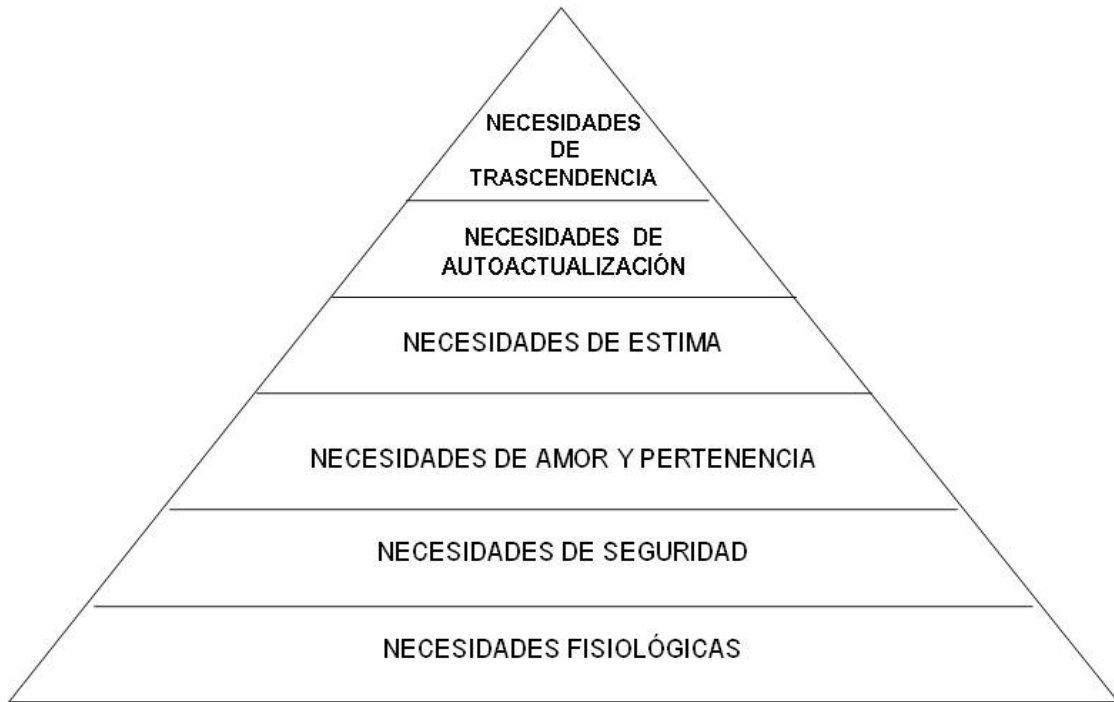 NECESIDADES
DE
TRASCENDENCIA
NECESIDADES DE
AUTOACTUALIZACIÓN
NECESIDADES DE ESTIMA
NECESIDADES DE AMOR Y PERTENENCIA
NECESIDADES DE SEGURIDAD
NECESIDADES FISIOLÓGICAS